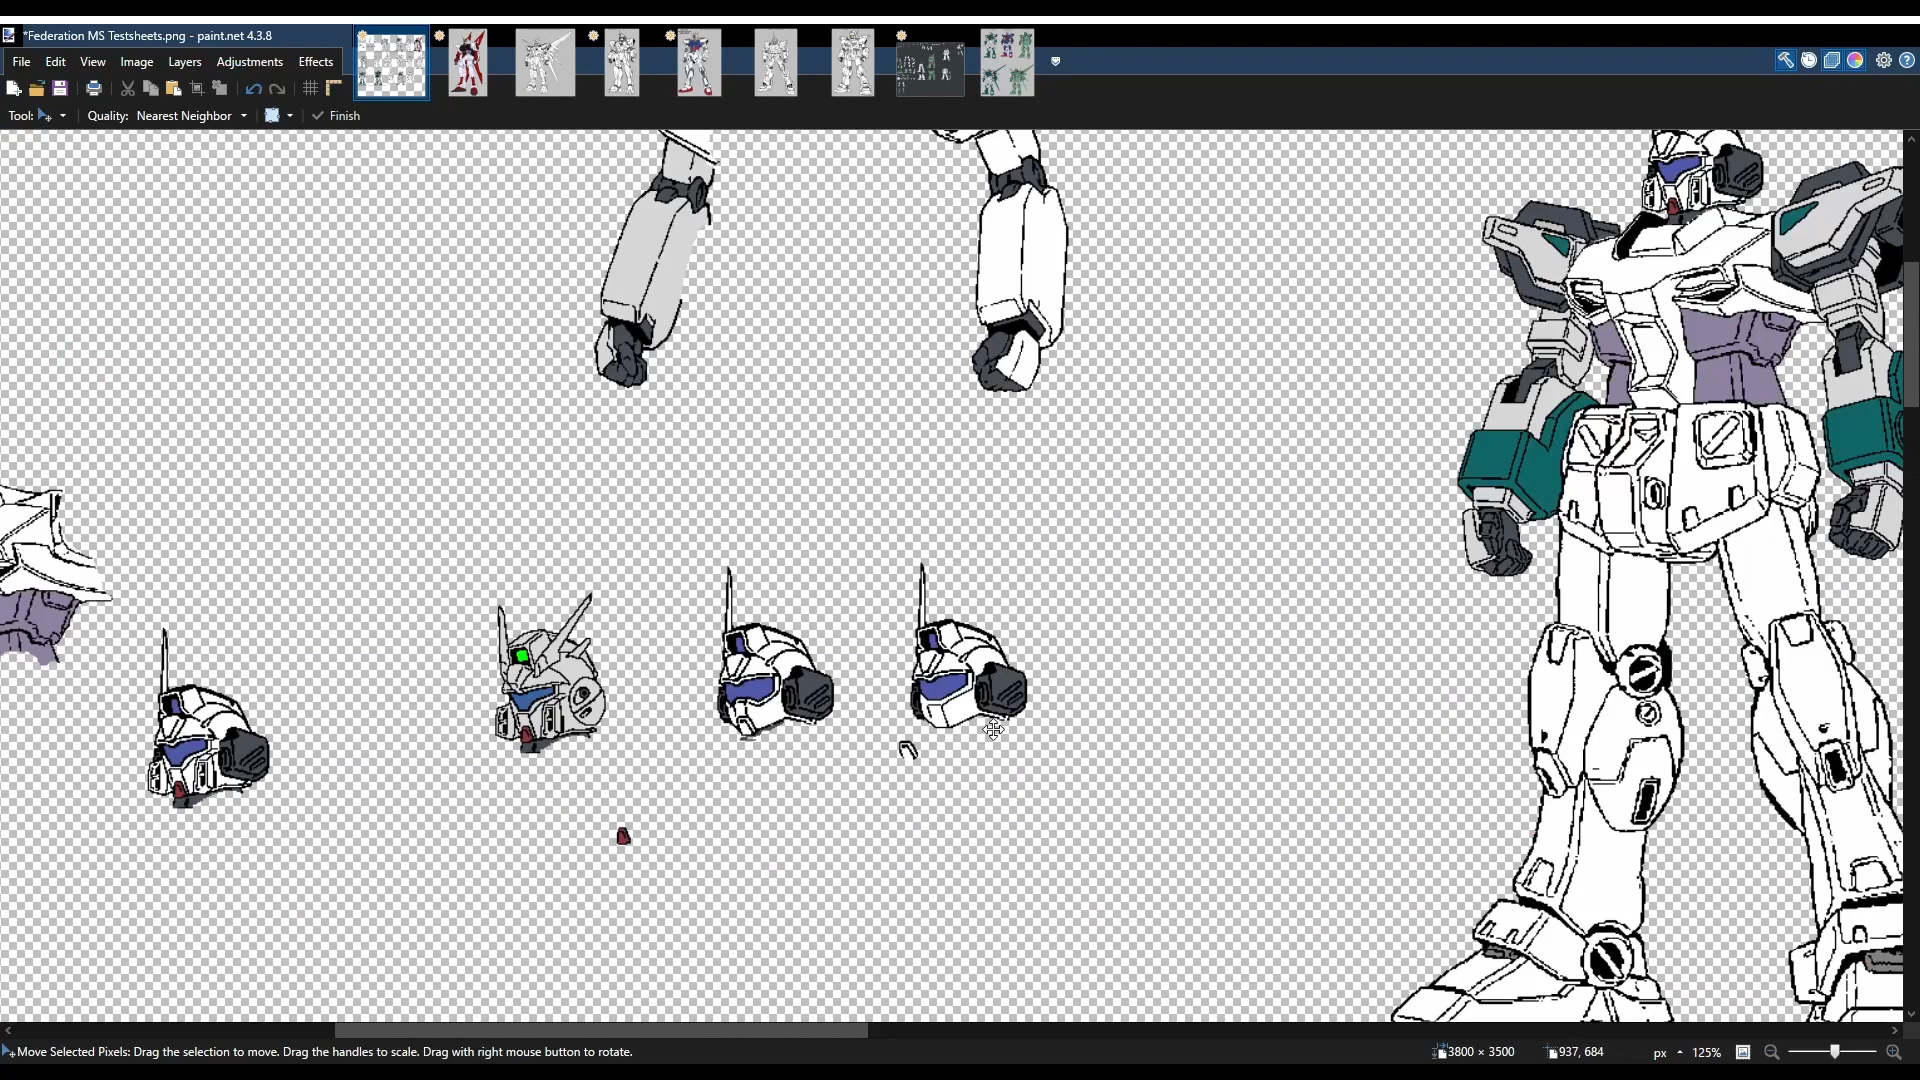 *Federation MS Testsheets.png - paint.net 4.3.8
File Edit View Image Layers Adjustments Effects
Tool: Quality: Nearest Neighbor Finish
Move Selected Pixels: Drag the selection to move. Drag the handles to scale. Drag with right mouse button to rotate.
3800 × 3500 937, 684 px 125%